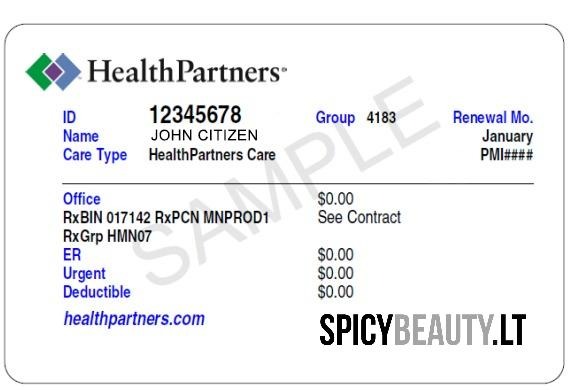 HealthPartners®
ID 12345678 Group 4183 Renewal Mo.
Name JOHN CITIZEN January
Care Type HealthPartners Care PMI####
SAMPLE
Office $0.00
RxBIN 017142 RxPCN MNPROD1 See Contract
RxGrp HMN07
ER $0.00
Urgent $0.00
Deductible $0.00
healthpartners.com
SPICYBEAUTY.LT